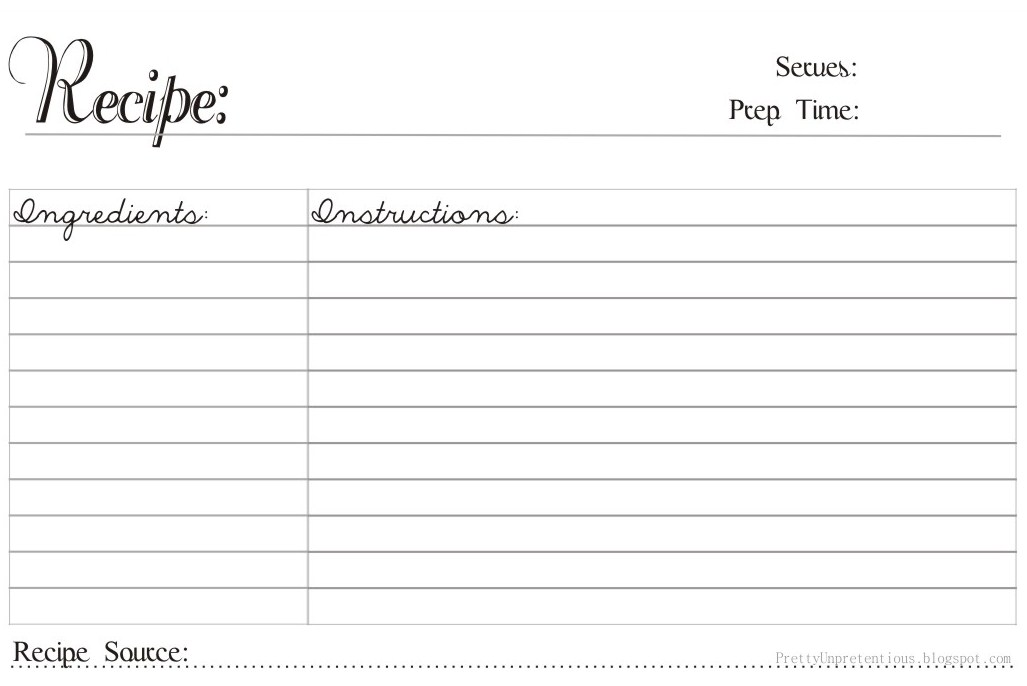 Recipe:
Serves:
Prep Time:
Ingredients:
Instructions:
Recipe Source:
PrettyUnpretentious.blogspot.com